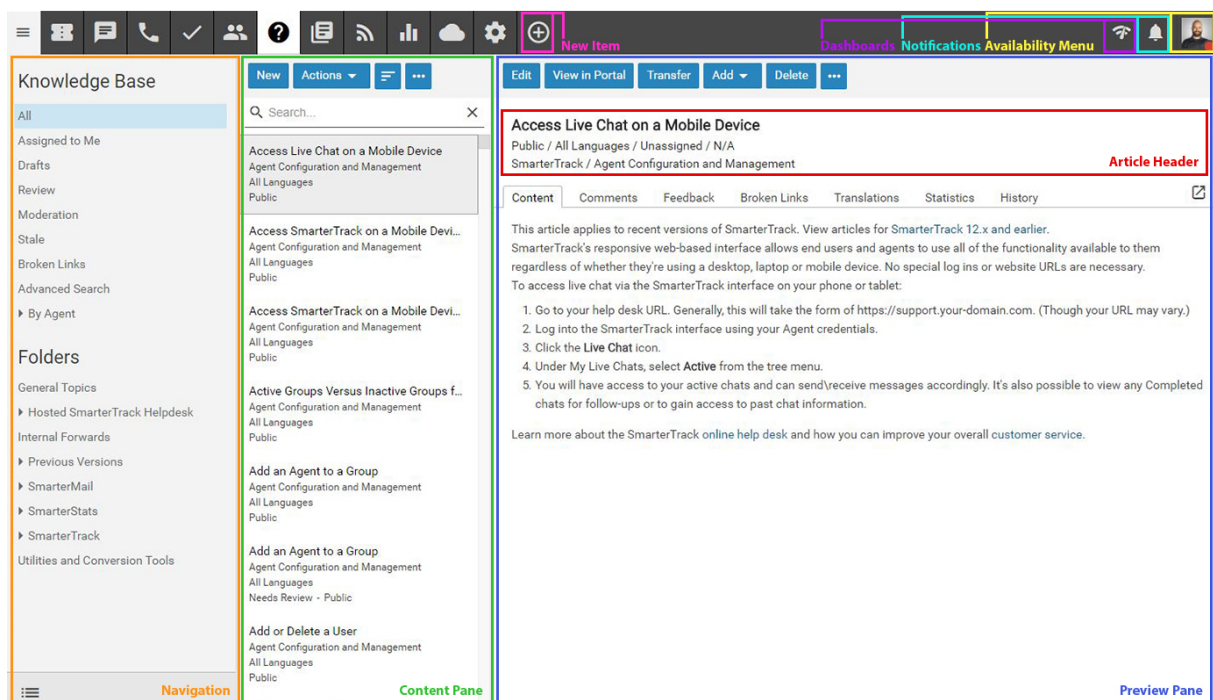 New Item
Dashboards Notifications Availability Menu
Knowledge Base
All
Assigned to Me
Drafts
Review
Moderation
Stale
Broken Links
Advanced Search
By Agent
Folders
General Topics
Hosted SmarterTrack Helpdesk
Internal Forwards
Previous Versions
SmarterMail
SmarterStats
SmarterTrack
Utilities and Conversion Tools
Navigation
New Actions
Search...
Access Live Chat on a Mobile Device
Agent Configuration and Management
All Languages
Public
Access SmarterTrack on a Mobile Devi...
Agent Configuration and Management
All Languages
Public
Access SmarterTrack on a Mobile Devi...
Agent Configuration and Management
All Languages
Public
Active Groups Versus Inactive Groups f...
Agent Configuration and Management
All Languages
Public
Add an Agent to a Group
Agent Configuration and Management
All Languages
Public
Add an Agent to a Group
Agent Configuration and Management
All Languages
Needs Review - Public
Add or Delete a User
Agent Configuration and Management
All Languages
Public
Content Pane
Edit View in Portal Transfer Add Delete
Access Live Chat on a Mobile Device
Public / All Languages / Unassigned / N/A
SmarterTrack / Agent Configuration and Management
Article Header
Content Comments Feedback Broken Links Translations Statistics History
This article applies to recent versions of SmarterTrack. View articles for SmarterTrack 12.x and earlier.
SmarterTrack's responsive web-based interface allows end users and agents to use all of the functionality available to them
regardless of whether they're using a desktop, laptop or mobile device. No special log ins or website URLs are necessary.
To access live chat via the SmarterTrack interface on your phone or tablet:
1. Go to your help desk URL. Generally, this will take the form of https://support.your-domain.com. (Though your URL may vary.)
2. Log into the SmarterTrack interface using your Agent credentials.
3. Click the Live Chat icon.
4. Under My Live Chats, select Active from the tree menu.
5. You will have access to your active chats and can send\receive messages accordingly. It's also possible to view any Completed
chats for follow-ups or to gain access to past chat information.
Learn more about the SmarterTrack online help desk and how you can improve your overall customer service.
Preview Pane